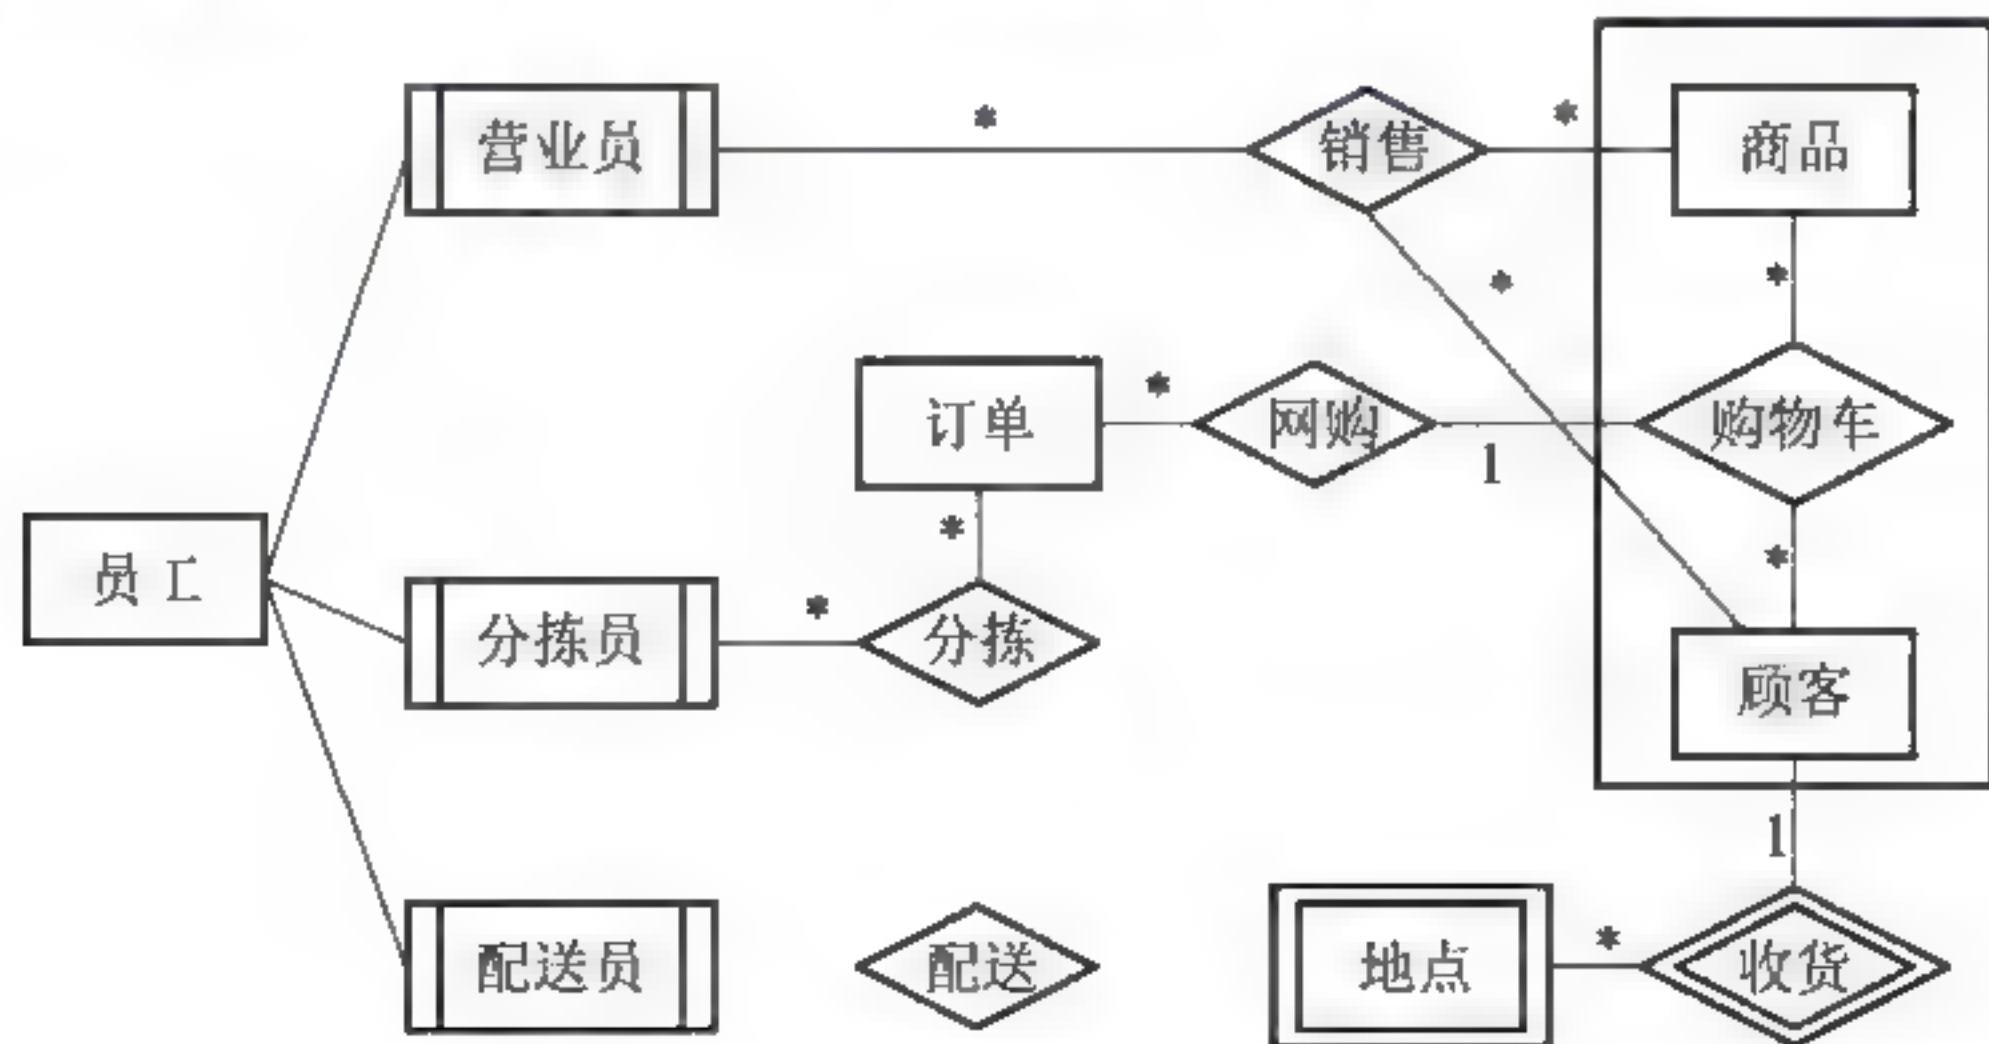 营业员 * 销售 * 商品
* *
订单 * 网购 1 购物车
员工
* *
分拣员 * 分拣
顾客
1
配送员 配送 地点 * 收货